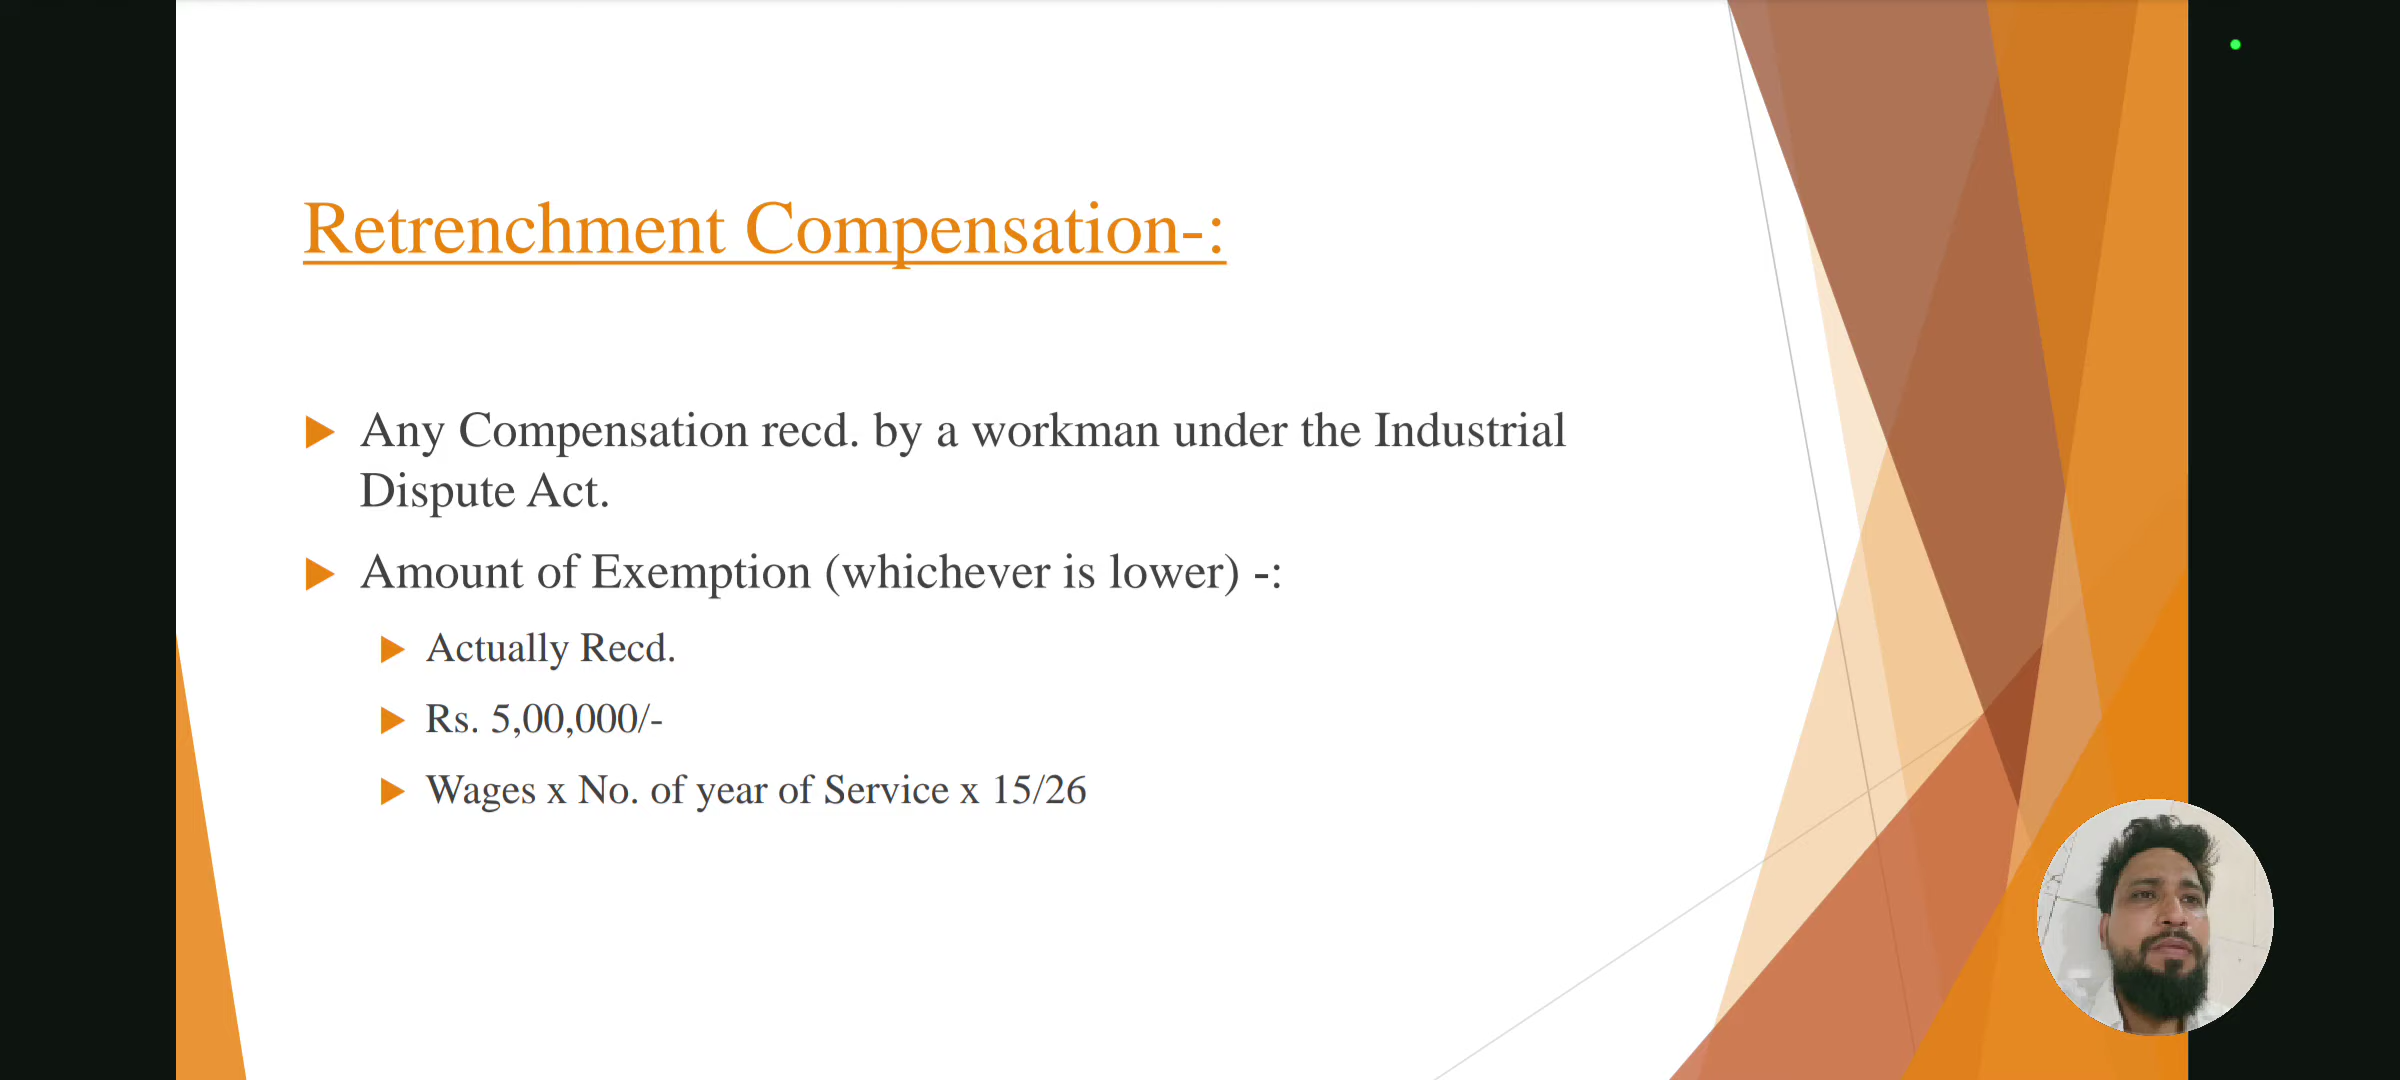 Retrenchment Compensation-:
Any Compensation recd. by a workman under the Industrial
Dispute Act.
Amount of Exemption (whichever is lower) -:
Actually Recd.
Rs. 5,00,000/-
Wages x No. of year of Service x 15/26